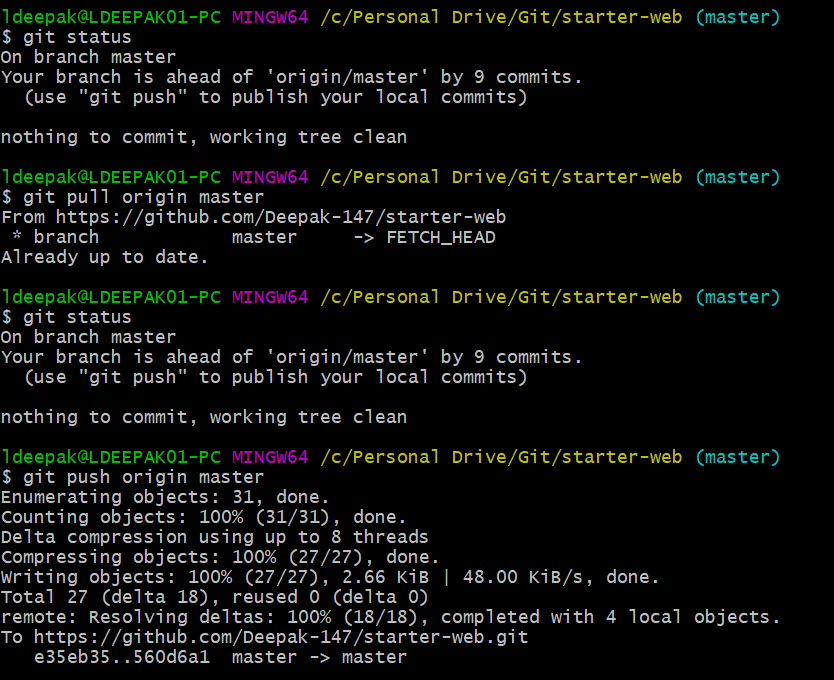 ldeepak@LDEEPAK01-PC MINGW64 /c/Personal Drive/Git/starter-web (master)
$ git status
On branch master
Your branch is ahead of 'origin/master' by 9 commits.
  (use "git push" to publish your local commits)

nothing to commit, working tree clean

ldeepak@LDEEPAK01-PC MINGW64 /c/Personal Drive/Git/starter-web (master)
$ git pull origin master
From https://github.com/Deepak-147/starter-web
 * branch            master     -> FETCH_HEAD
Already up to date.

ldeepak@LDEEPAK01-PC MINGW64 /c/Personal Drive/Git/starter-web (master)
$ git status
On branch master
Your branch is ahead of 'origin/master' by 9 commits.
  (use "git push" to publish your local commits)

nothing to commit, working tree clean

ldeepak@LDEEPAK01-PC MINGW64 /c/Personal Drive/Git/starter-web (master)
$ git push origin master
Enumerating objects: 31, done.
Counting objects: 100% (31/31), done.
Delta compression using up to 8 threads
Compressing objects: 100% (27/27), done.
Writing objects: 100% (27/27), 2.66 KiB | 48.00 KiB/s, done.
Total 27 (delta 18), reused 0 (delta 0)
remote: Resolving deltas: 100% (18/18), completed with 4 local objects.
To https://github.com/Deepak-147/starter-web.git
   e35eb35..560d6a1  master -> master